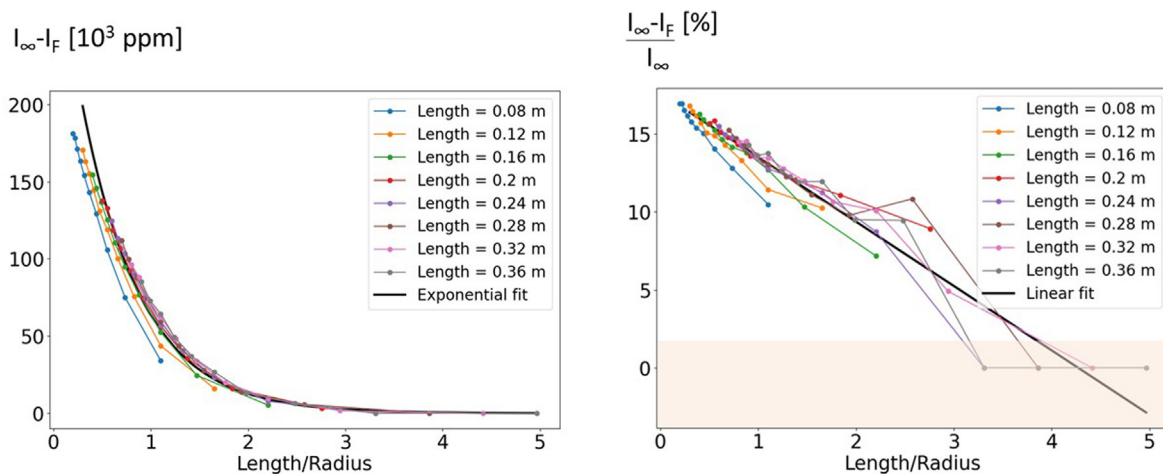 I∞-I_F [10³ ppm]
200
150
100
50
0
0 1 2 3 4 5
Length/Radius
Length = 0.08 m
Length = 0.12 m
Length = 0.16 m
Length = 0.2 m
Length = 0.24 m
Length = 0.28 m
Length = 0.32 m
Length = 0.36 m
Exponential fit
I∞-I_F [%]
I∞
15
10
5
0
0 1 2 3 4 5
Length/Radius
Length = 0.08 m
Length = 0.12 m
Length = 0.16 m
Length = 0.2 m
Length = 0.24 m
Length = 0.28 m
Length = 0.32 m
Length = 0.36 m
Linear fit